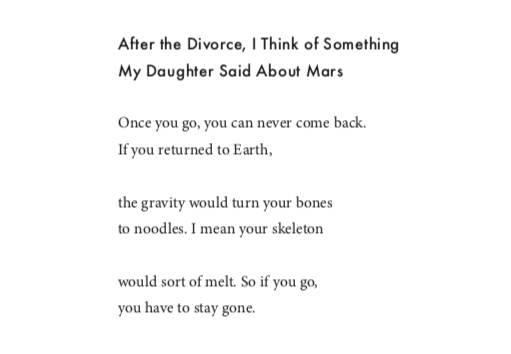 After the Divorce, I Think of Something
My Daughter Said About Mars
Once you go, you can never come back.
If you returned to Earth,
the gravity would turn your bones
to noodles. I mean your skeleton
would sort of melt. So if you go,
you have to stay gone.